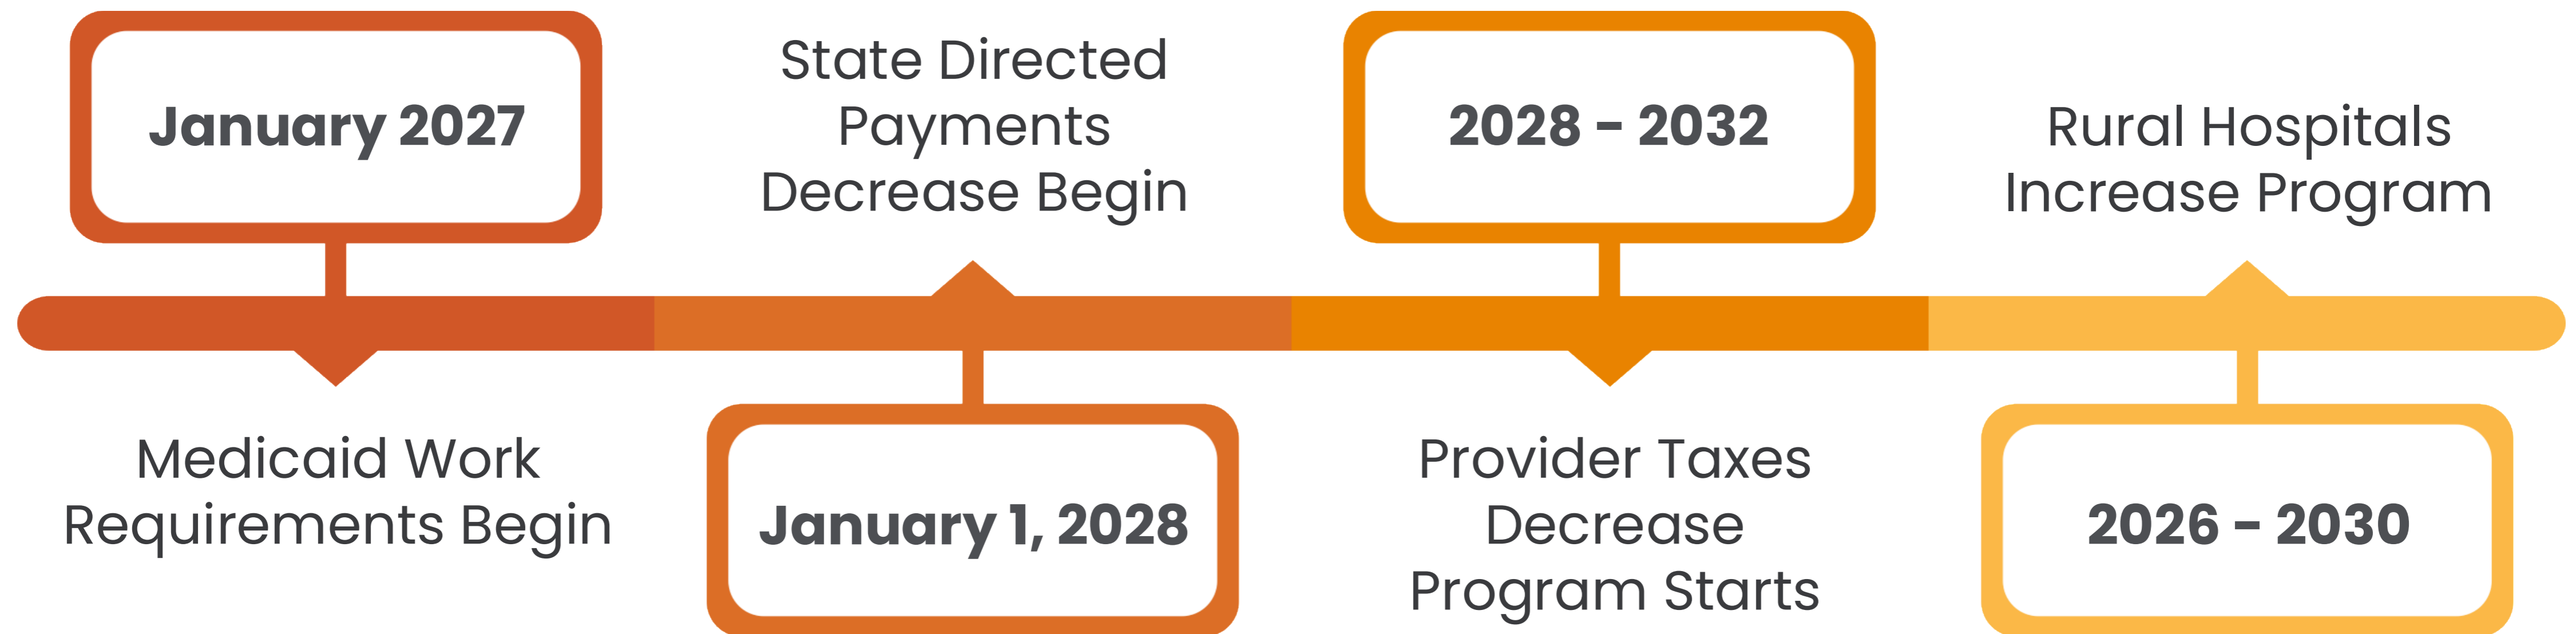 January 2027
Medicaid Work
Requirements Begin
State Directed
Payments
Decrease Begin
January 1, 2028
2028 - 2032
Provider Taxes
Decrease
Program Starts
Rural Hospitals
Increase Program
2026 - 2030